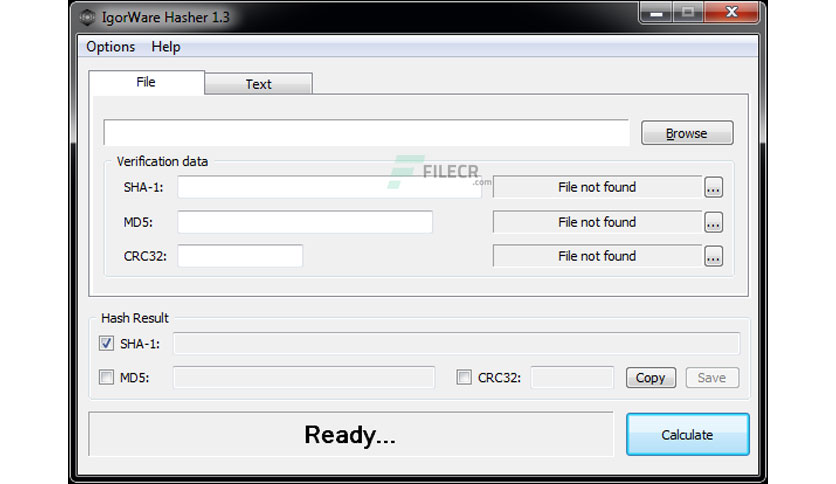 IgorWare Hasher 1.3
Options Help
File Text
Browse
Verification data
FILECR
.com
SHA-1: File not found ...
MD5: File not found ...
CRC32: File not found ...
Hash Result
SHA-1:
MD5: CRC32: Copy Save
Ready... Calculate